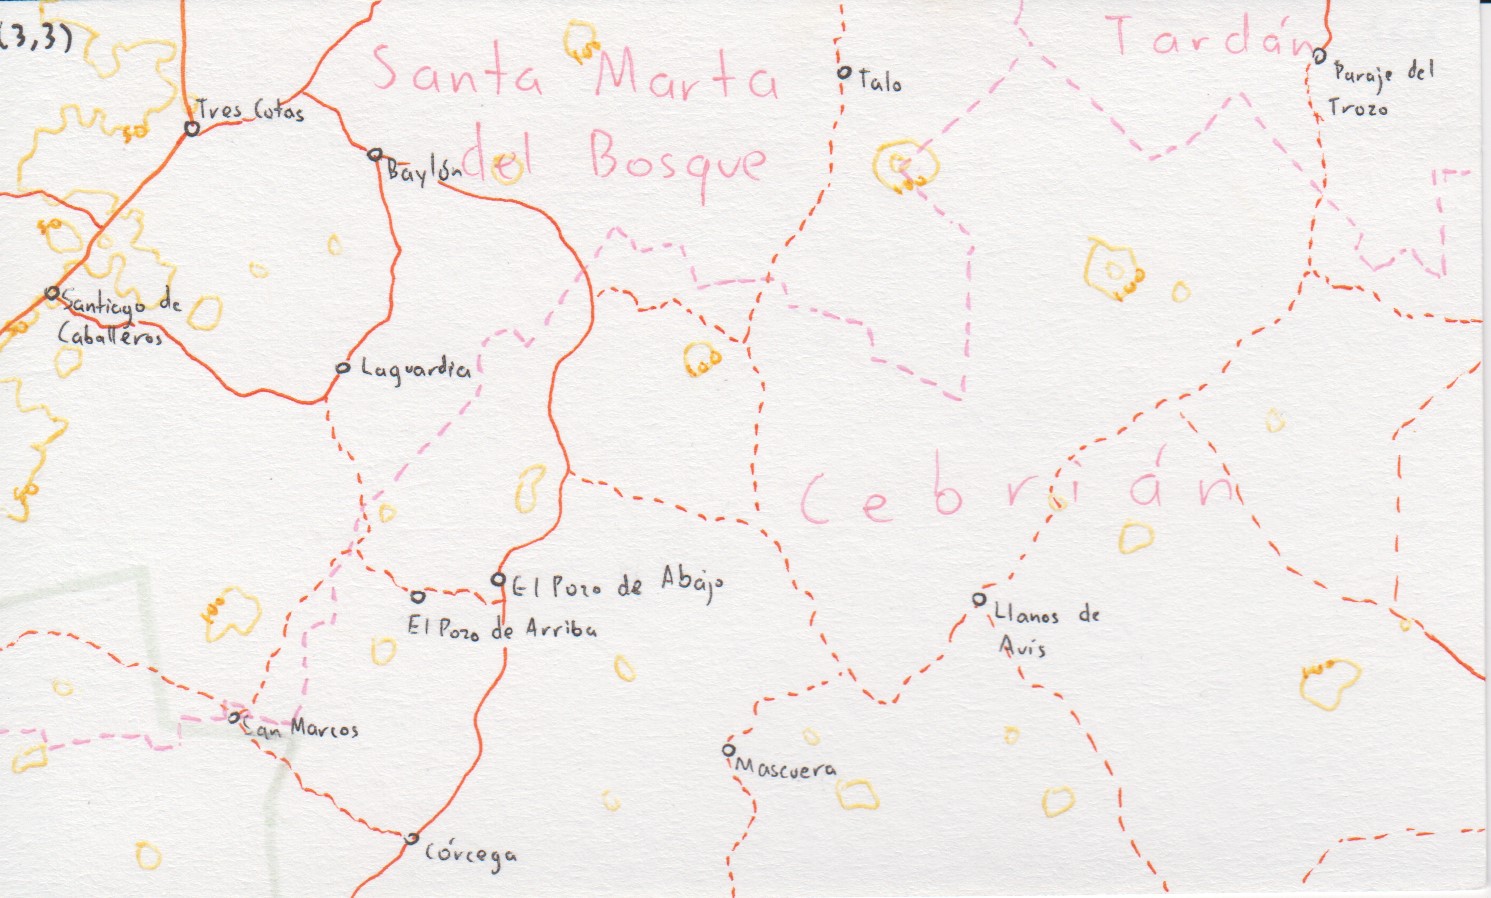 (3,3)
Santa Marta
del Bosque
Tardán
Paraje del
Trozo
Talo
Tres Cotas
50
100
Baylón
100
50
Santiago de
Caballeros
50
100
Laguardia
100
50
Cebrián
El Pozo de Abajo
El Pozo de Arriba
100
Llanos de
Avís
100
San Marcos
Mascuera
Córcega